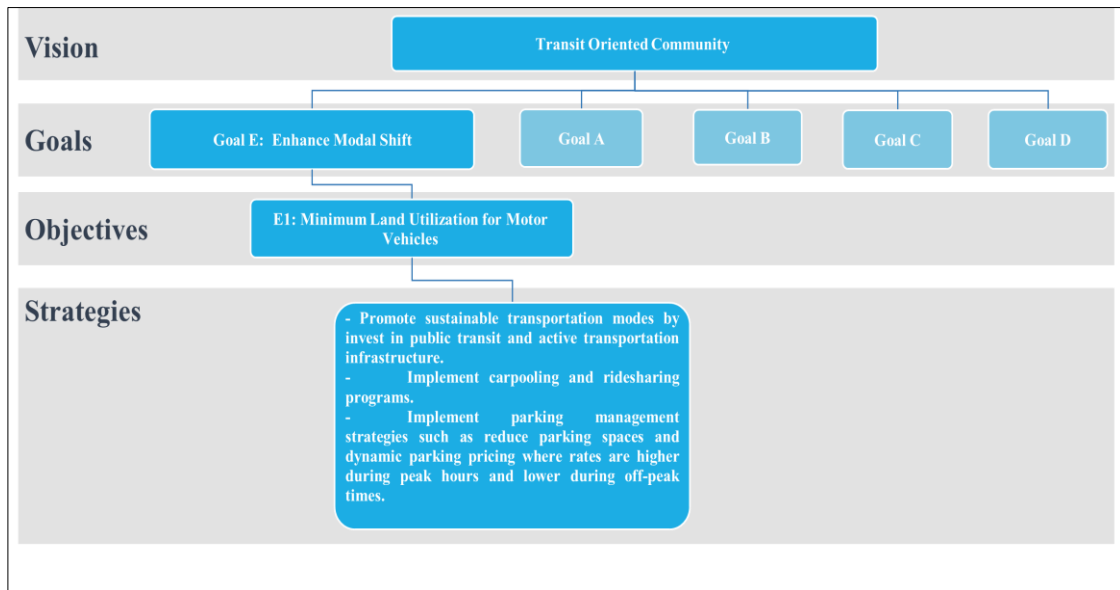 Vision
Transit Oriented Community
Goals
Goal E: Enhance Modal Shift
Goal A
Goal B
Goal C
Goal D
Objectives
E1: Minimum Land Utilization for Motor
Vehicles
Strategies
- Promote sustainable transportation modes by
invest in public transit and active transportation
infrastructure.
- Implement carpooling and ridesharing
programs.
- Implement parking management
strategies such as reduce parking spaces and
dynamic parking pricing where rates are higher
during peak hours and lower during off-peak
times.